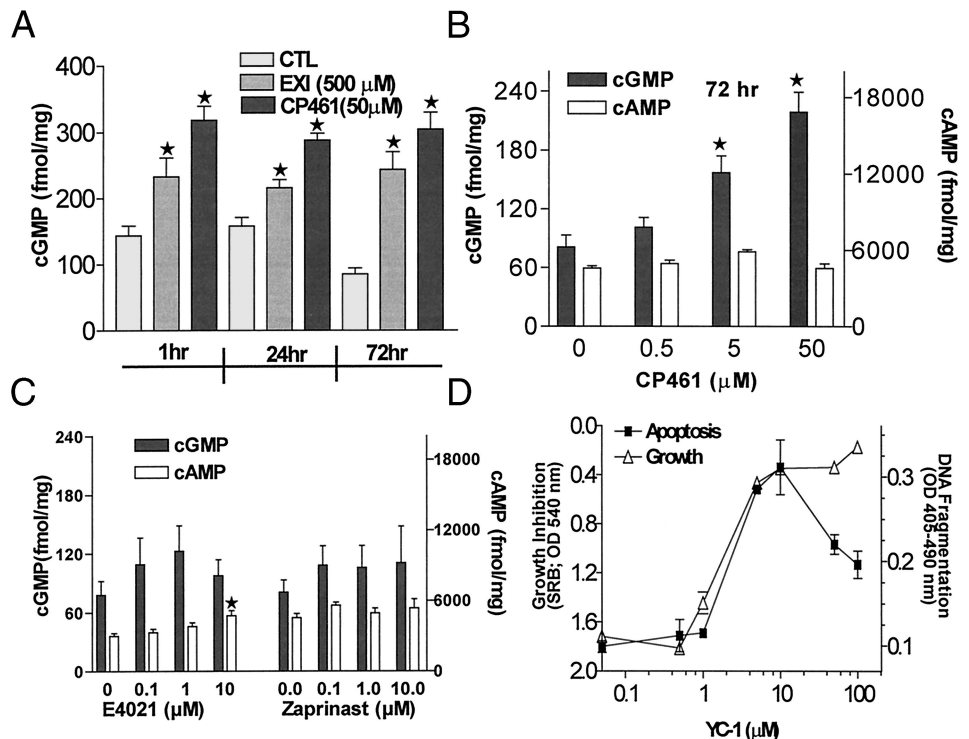 A
CTL
EXI (500 µM)
CP461(50µM)
cGMP (fmol/mg)
400
300
200
100
0
★ ★ ★ ★ ★ ★
1hr 24hr 72hr
B
cGMP
cAMP
72 hr
cGMP (fmol/mg)
240
180
120
60
0
★ ★
cAMP (fmol/mg)
18000
12000
6000
0
0 0.5 5 50
CP461 (µM)
C
cGMP
cAMP
cGMP(fmol/mg)
240
180
120
60
0
★
cAMP (fmol/mg)
18000
12000
6000
0
0 0.1 1 10 0.0 0.1 1.0 10.0
E4021 (µM) Zaprinast (µM)
D
Apoptosis
Growth
Growth Inhibition
(SRB; OD 540 nm)
0.0
0.4
0.8
1.2
1.6
2.0
DNA Fragmentation
(OD 405-490 nm)
0.3
0.2
0.1
0.1 1 10 100
YC-1 (µM)